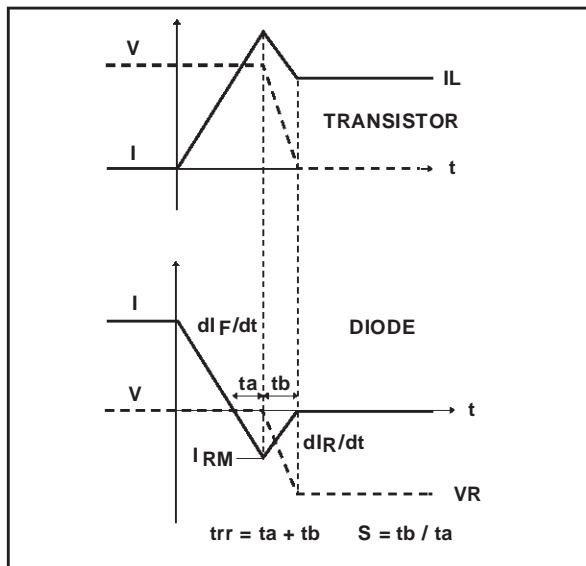 V
IL
TRANSISTOR
I
t
I
dIF/dt
DIODE
ta
tb
V
t
IRM
dIR/dt
VR
trr = ta + tb S = tb / ta